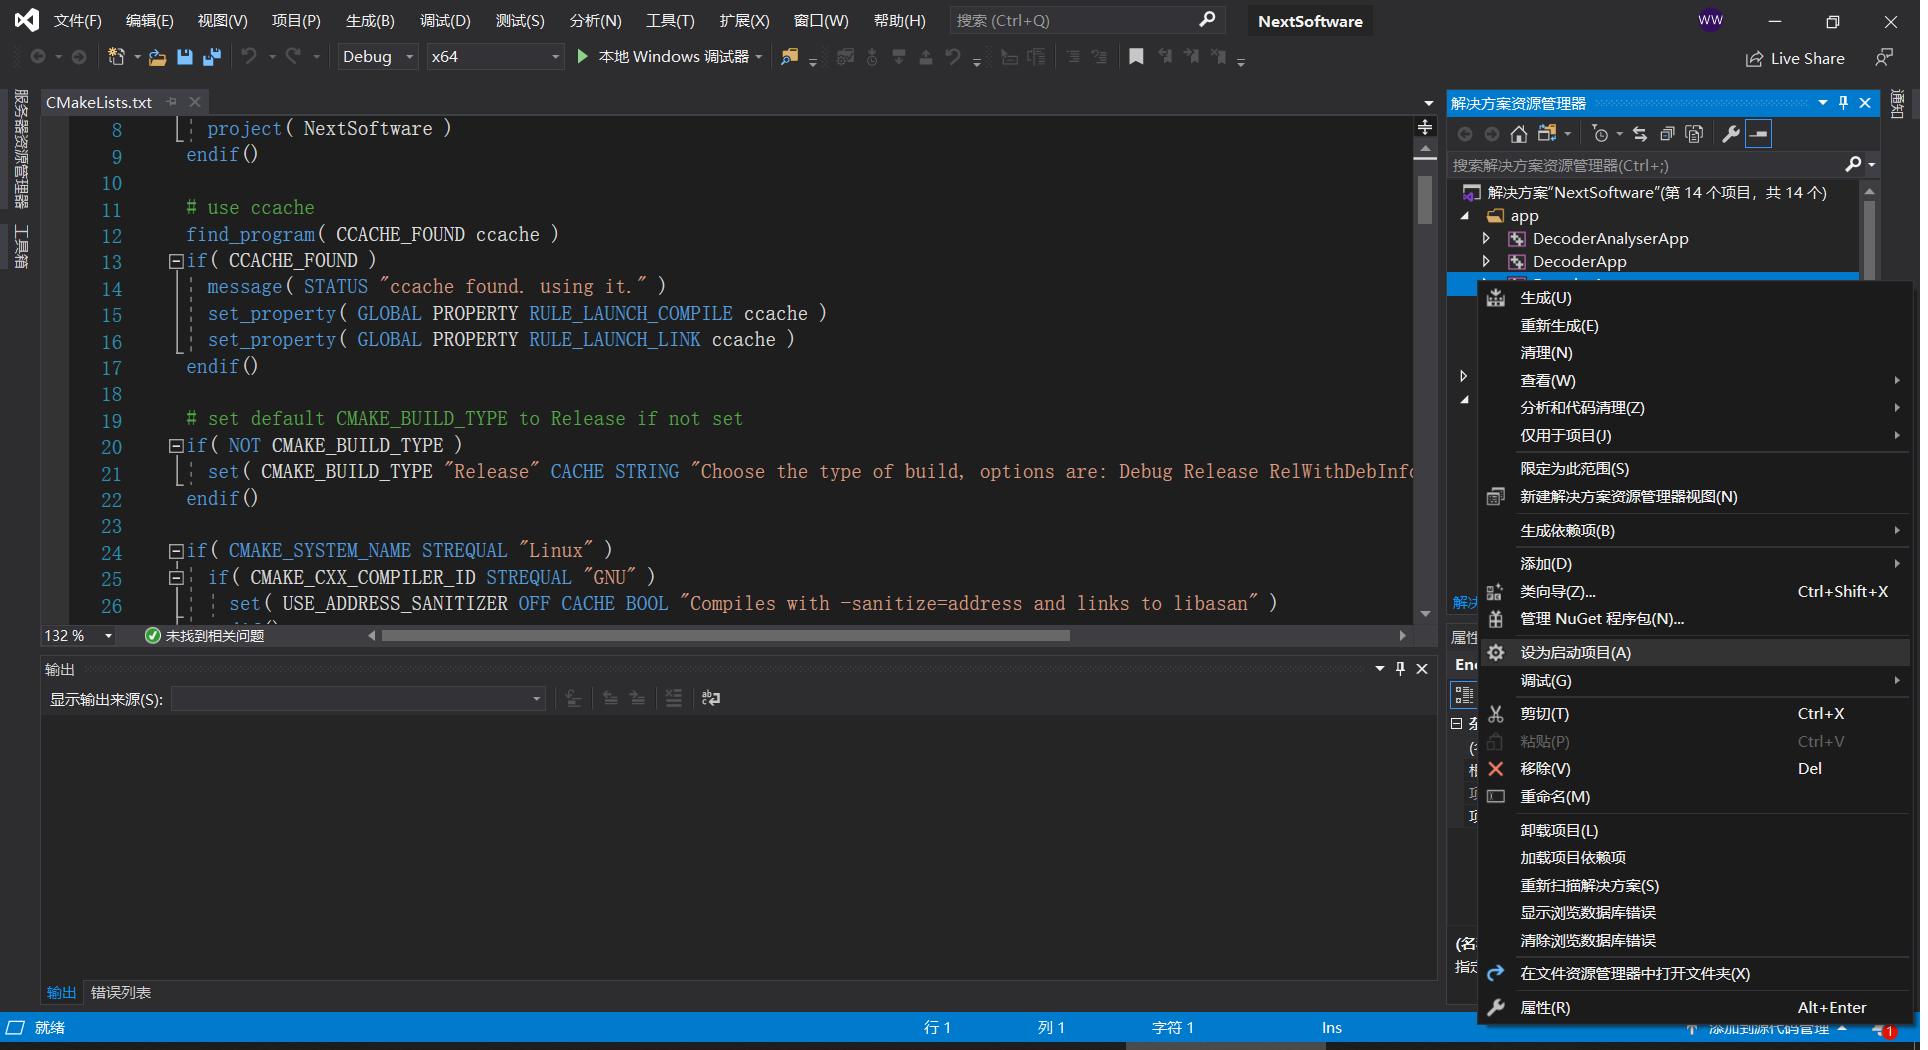 文件(F) 编辑(E) 视图(V) 项目(P) 生成(B) 调试(D) 测试(S) 分析(N) 工具(T) 扩展(X) 窗口(W) 帮助(H) 搜索 (Ctrl+Q) NextSoftware WW
Debug x64 本地 Windows 调试器 Live Share
服务器资源管理器
工具箱
CMakeLists.txt
8 project( NextSoftware )
9 endif()
10
11 # use ccache
12 find_program( CCACHE_FOUND ccache )
13 if( CCACHE_FOUND )
14 message( STATUS "ccache found. using it." )
15 set_property( GLOBAL PROPERTY RULE_LAUNCH_COMPILE ccache )
16 set_property( GLOBAL PROPERTY RULE_LAUNCH_LINK ccache )
17 endif()
18
19 # set default CMAKE_BUILD_TYPE to Release if not set
20 if( NOT CMAKE_BUILD_TYPE )
21 set( CMAKE_BUILD_TYPE "Release" CACHE STRING "Choose the type of build, options are: Debug Release RelWithDebInfo
22 endif()
23
24 if( CMAKE_SYSTEM_NAME STREQUAL "Linux" )
25 if( CMAKE_CXX_COMPILER_ID STREQUAL "GNU" )
26 set( USE_ADDRESS_SANITIZER OFF CACHE BOOL "Compiles with -sanitize=address and links to libasan" )
132 % 未找到相关问题
输出
显示输出来源(S):
ab
输出 错误列表
解决方案资源管理器
搜索解决方案资源管理器(Ctrl+;)
解决方案"NextSoftware"(第 14 个项目，共 14 个)
app
DecoderAnalyserApp
DecoderApp
通知
解决
属性
En
指定
生成(U)
重新生成(E)
清理(N)
查看(W)
分析和代码清理(Z)
仅用于项目(J)
限定为此范围(S)
新建解决方案资源管理器视图(N)
生成依赖项(B)
添加(D)
类向导(Z)... Ctrl+Shift+X
管理 NuGet 程序包(N)...
设为启动项目(A)
调试(G)
剪切(T) Ctrl+X
粘贴(P) Ctrl+V
移除(V) Del
重命名(M)
卸载项目(L)
加载项目依赖项
重新扫描解决方案(S)
显示浏览数据库错误
清除浏览数据库错误
在文件资源管理器中打开文件夹(X)
属性(R) Alt+Enter
就绪 行 1 列 1 字符 1 Ins 添加到源代码管理 1